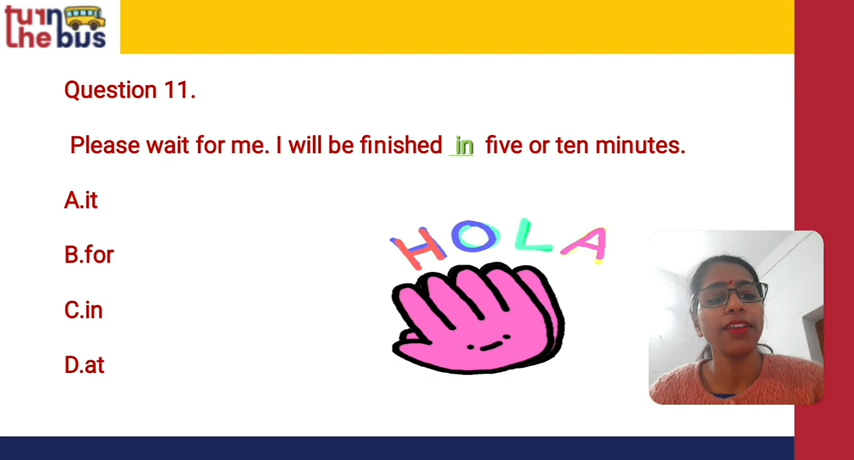 turn
the bus
Question 11.
Please wait for me. I will be finished in five or ten minutes.
A.it
B.for
C.in
D.at
HOLA